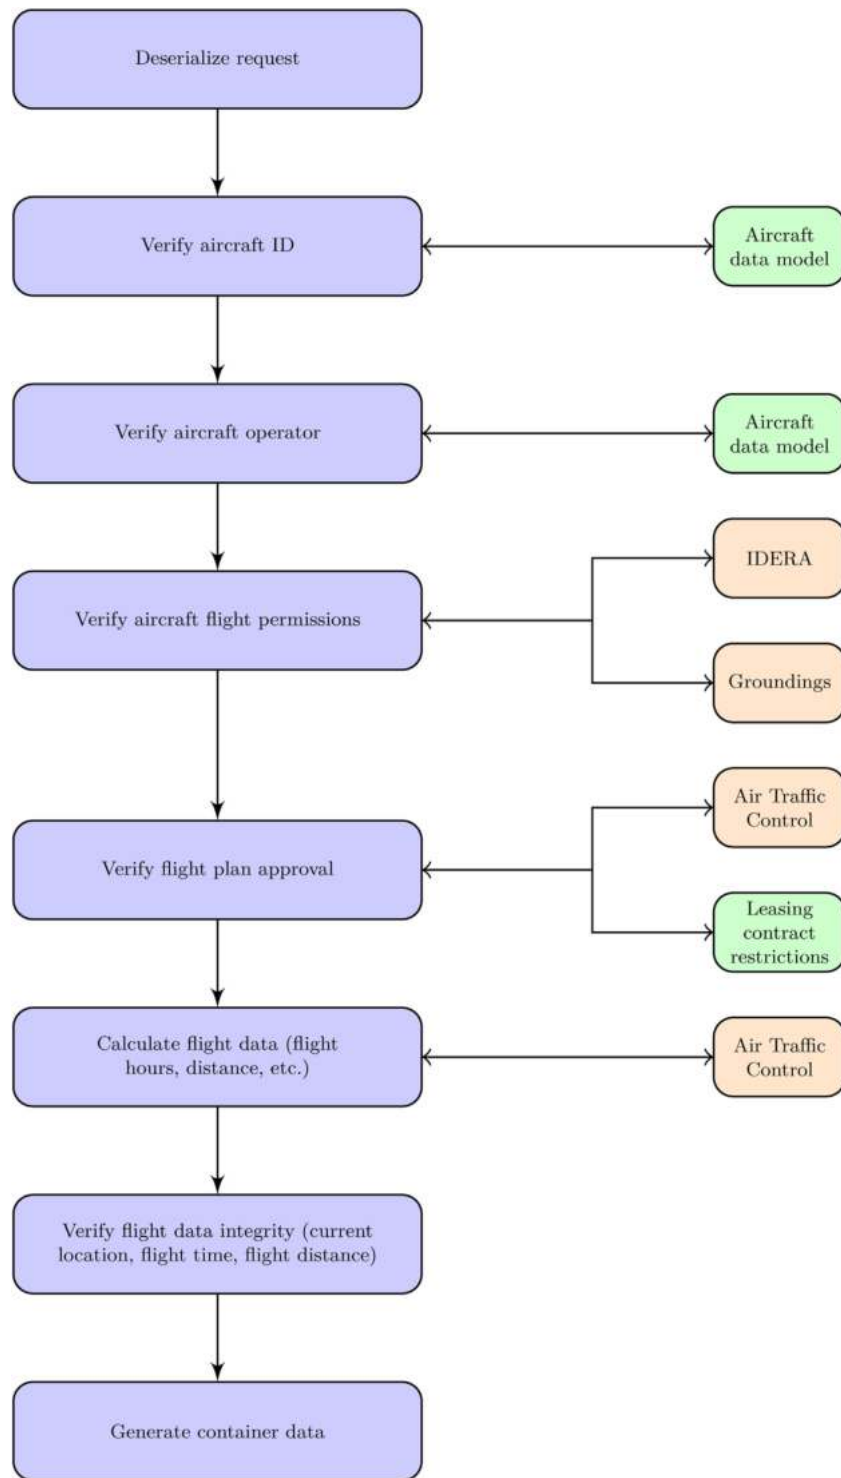 Deserialize request
Verify aircraft ID
Aircraft
data model
Verify aircraft operator
Aircraft
data model
IDERA
Verify aircraft flight permissions
Groundings
Air Traffic
Control
Verify flight plan approval
Leasing
contract
restrictions
Calculate flight data (flight
hours, distance, etc.)
Air Traffic
Control
Verify flight data integrity (current
location, flight time, flight distance)
Generate container data